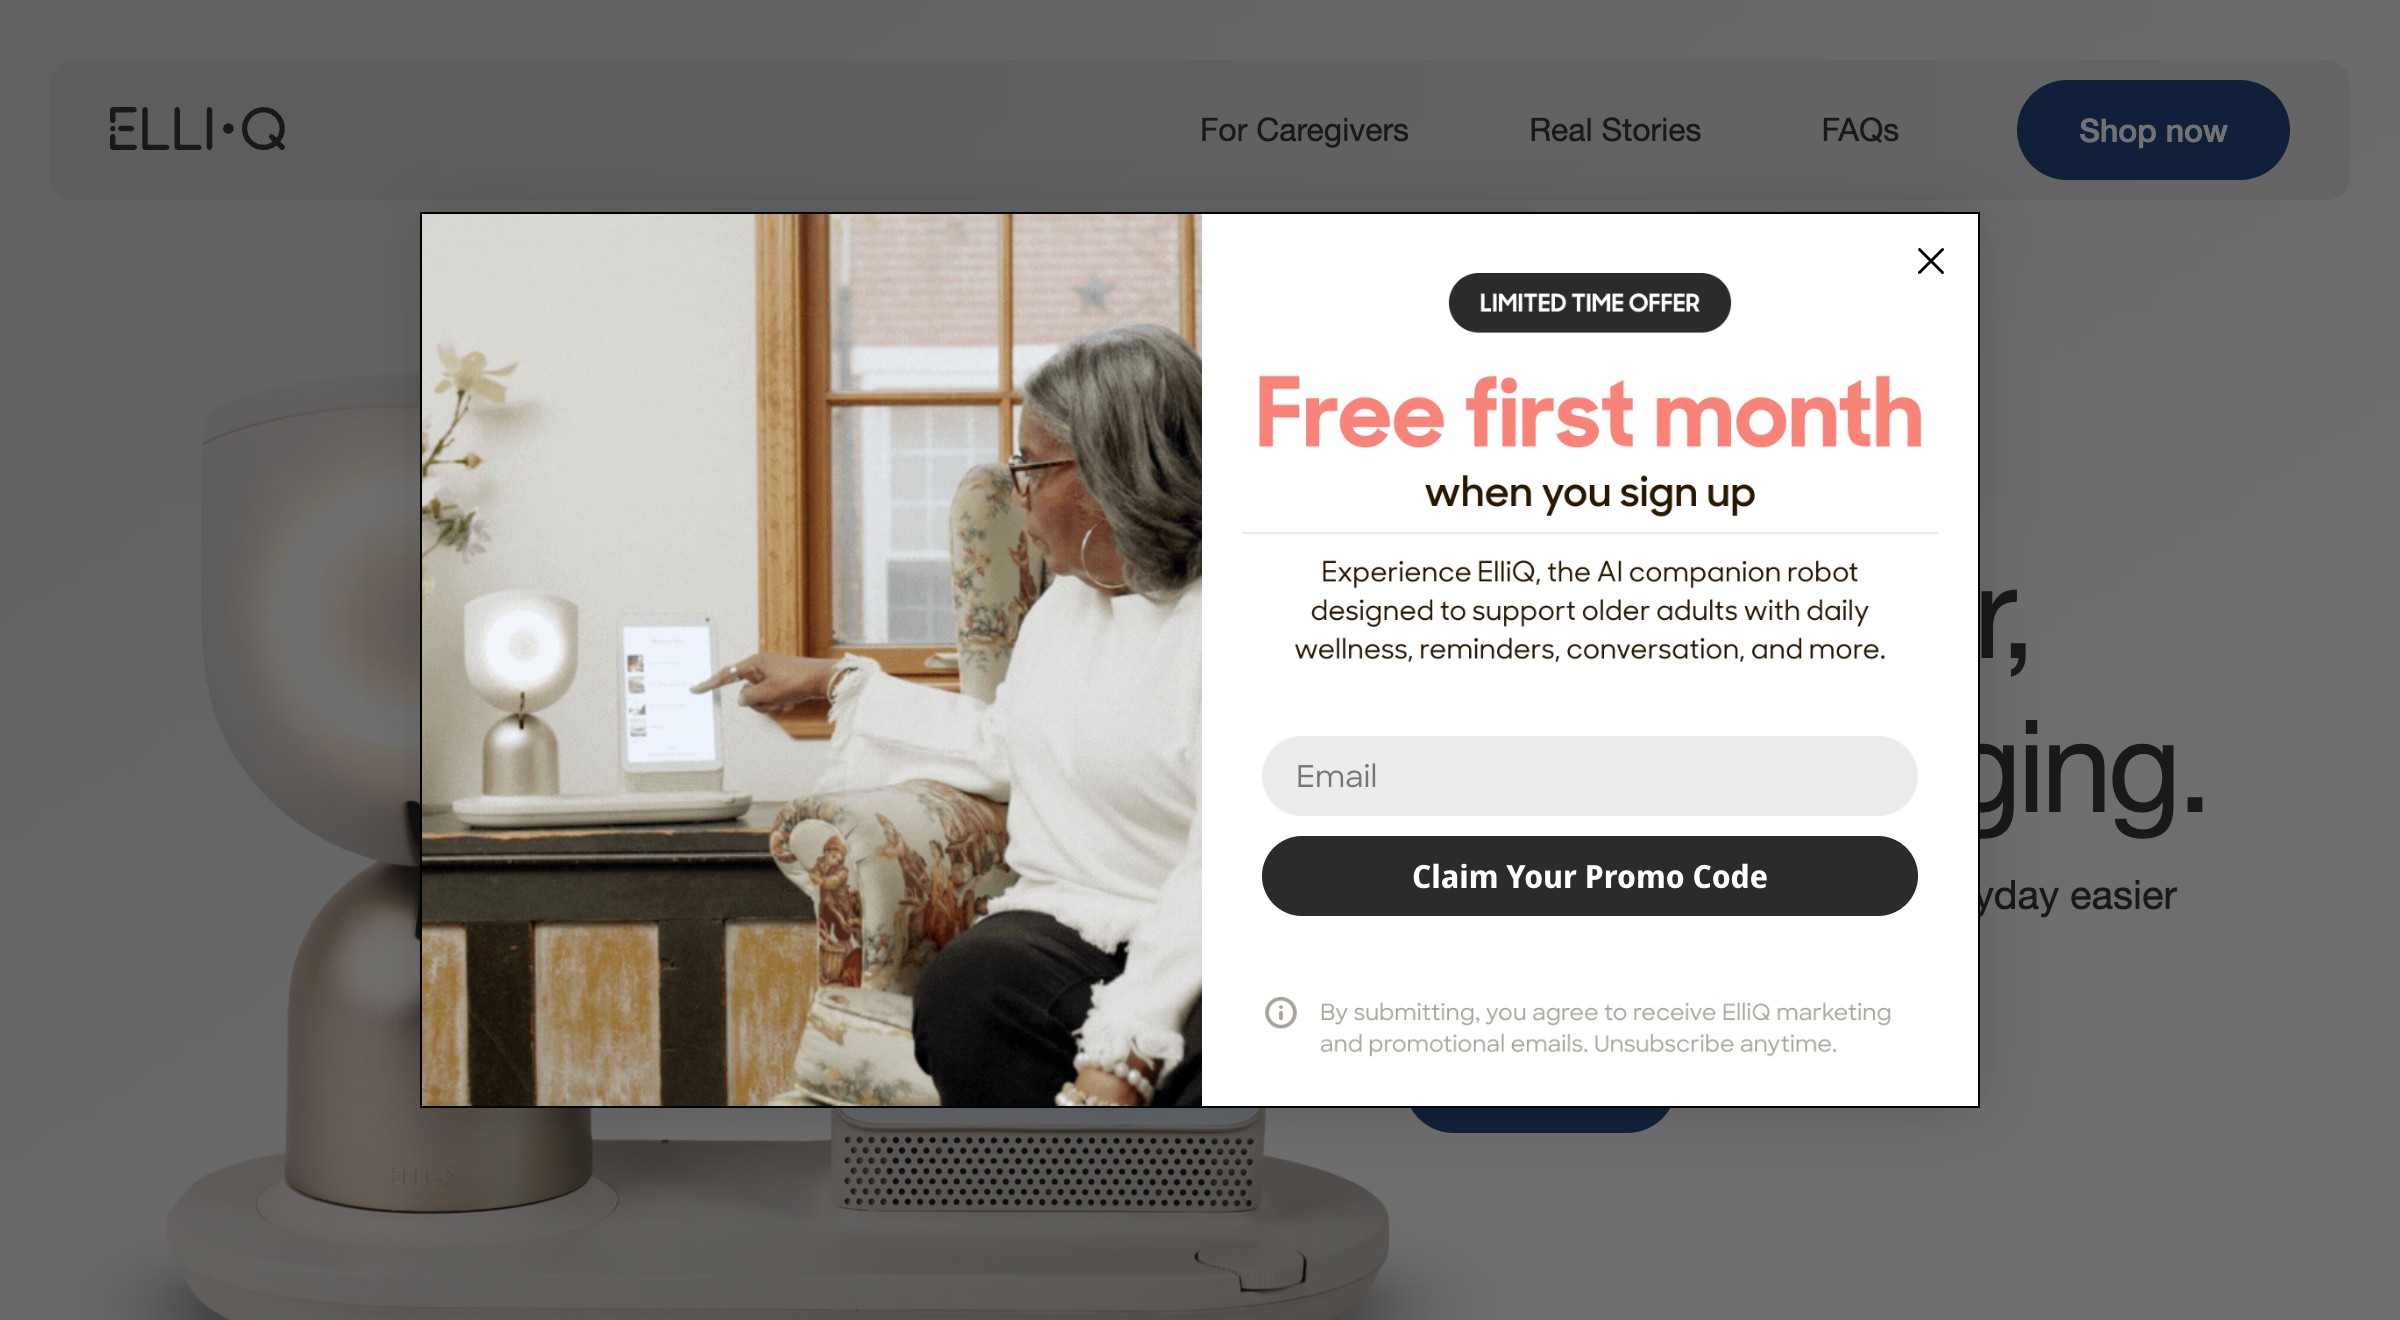 ELLI•Q
For Caregivers
Real Stories
FAQs
Shop now
LIMITED TIME OFFER
Free first month
when you sign up
Experience ElliQ, the AI companion robot
designed to support older adults with daily
wellness, reminders, conversation, and more.
Email
Claim Your Promo Code
By submitting, you agree to receive ElliQ marketing
and promotional emails. Unsubscribe anytime.
easier